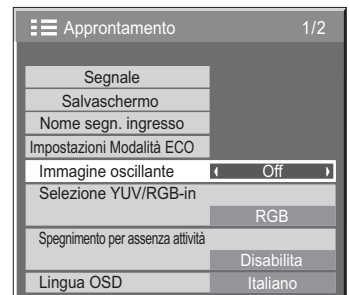 Approntamento 1/2
Segnale
Salvaschermo
Nome segn. ingresso
Impostazioni Modalità ECO
Immagine oscillante Off
Selezione YUV/RGB-in
RGB
Spegnimento per assenza attività
Disabilita
Lingua OSD Italiano